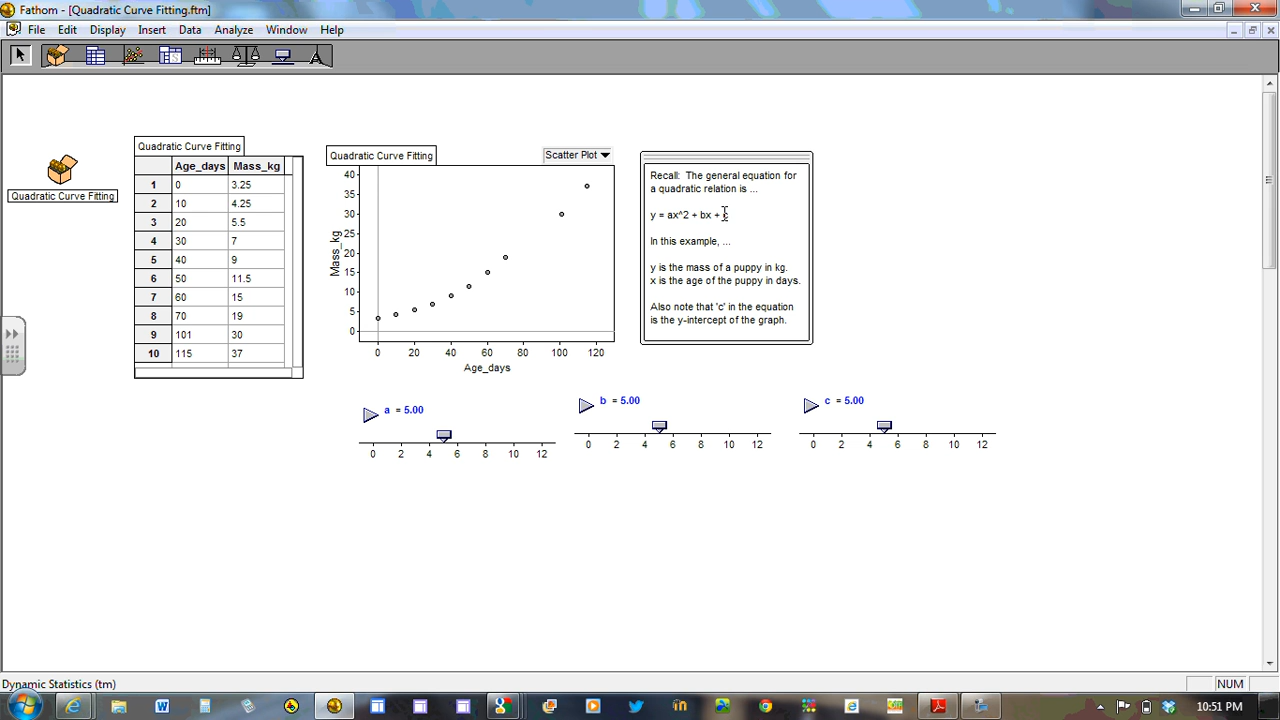 Fathom - [Quadratic Curve Fitting.ftm]
File Edit Display Insert Data Analyze Window Help
Quadratic Curve Fitting
Quadratic Curve Fitting
Age_days Mass_kg
1 0 3.25
2 10 4.25
3 20 5.5
4 30 7
5 40 9
6 50 11.5
7 60 15
8 70 19
9 101 30
10 115 37
Quadratic Curve Fitting
Scatter Plot
Mass_kg
40
35
30
25
20
15
10
5
0
0 20 40 60 80 100 120
Age_days
Recall: The general equation for
a quadratic relation is ...
y = ax^2 + bx + c
In this example, ...
y is the mass of a puppy in kg.
x is the age of the puppy in days.
Also note that 'c' in the equation
is the y-intercept of the graph.
a = 5.00
0 2 4 6 8 10 12
b = 5.00
0 2 4 6 8 10 12
c = 5.00
0 2 4 6 8 10 12
Dynamic Statistics (tm)
NUM
10:51 PM